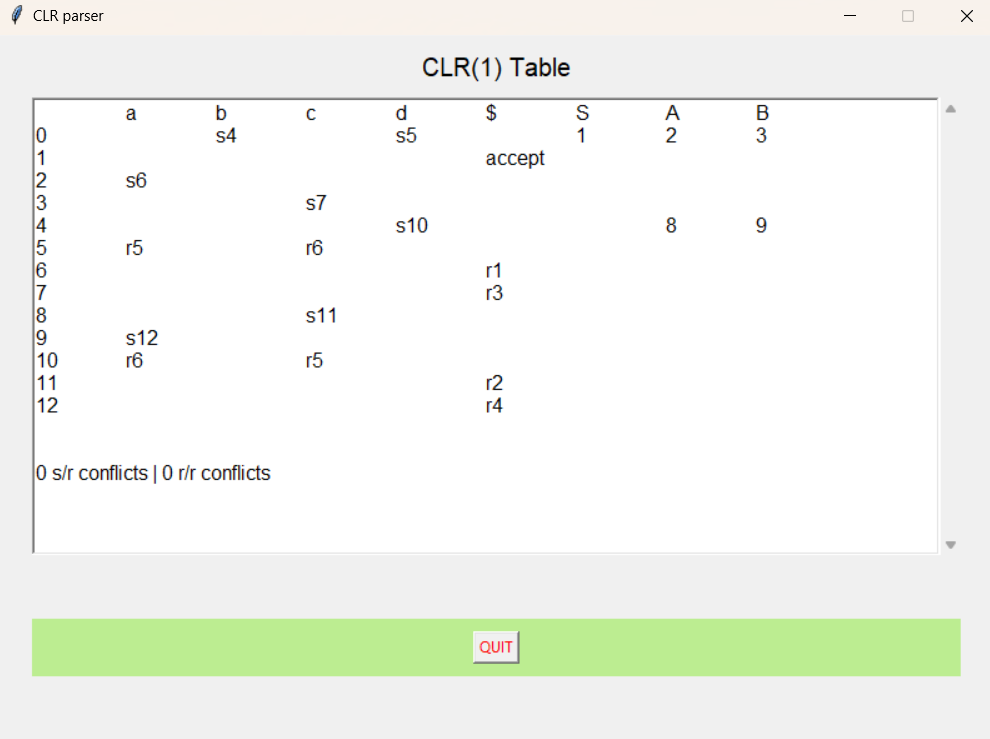 CLR parser
CLR(1) Table
a b c d $ S A B
0 s4 s5 1 2 3
1 accept
2 s6
3 s7
4 s10 8 9
5 r5 r6
6 r1
7 r3
8 s11
9 s12
10 r6 r5
11 r2
12 r4
0 s/r conflicts | 0 r/r conflicts
QUIT